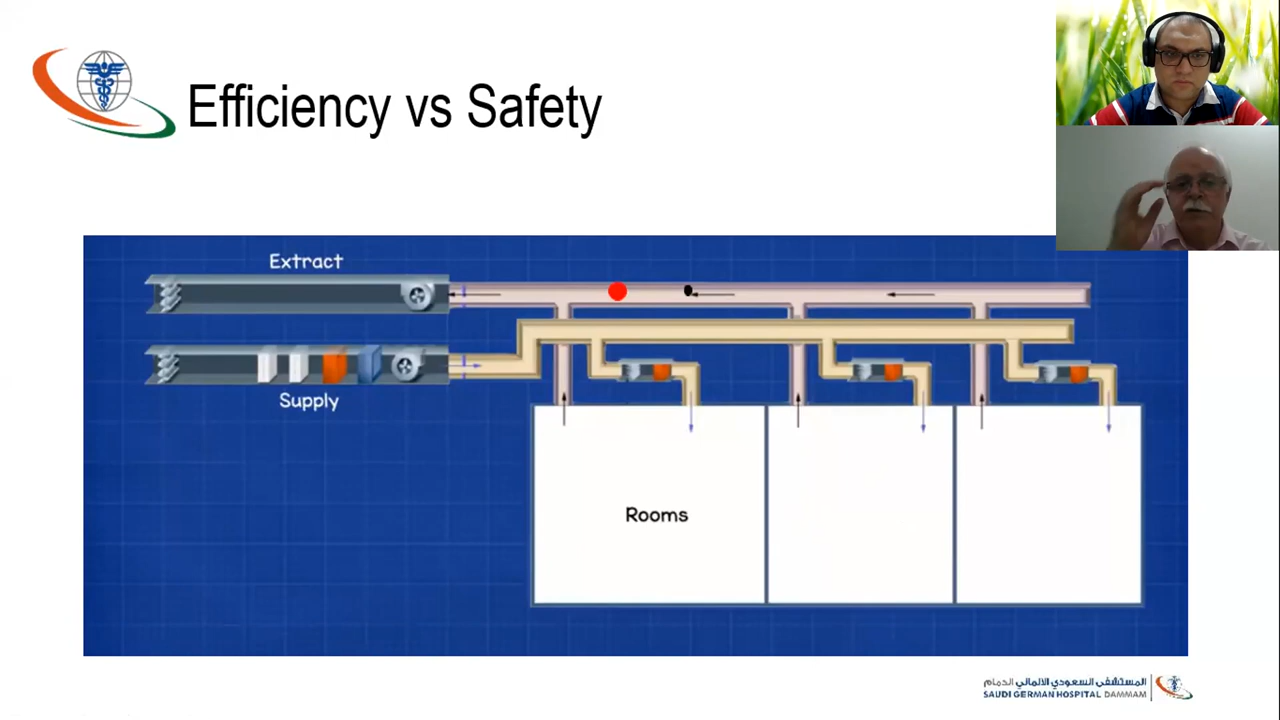 Efficiency vs Safety
Extract
Supply
Rooms
المستشفى السعودي الألماني الدمام
SAUDI GERMAN HOSPITAL DAMMAM